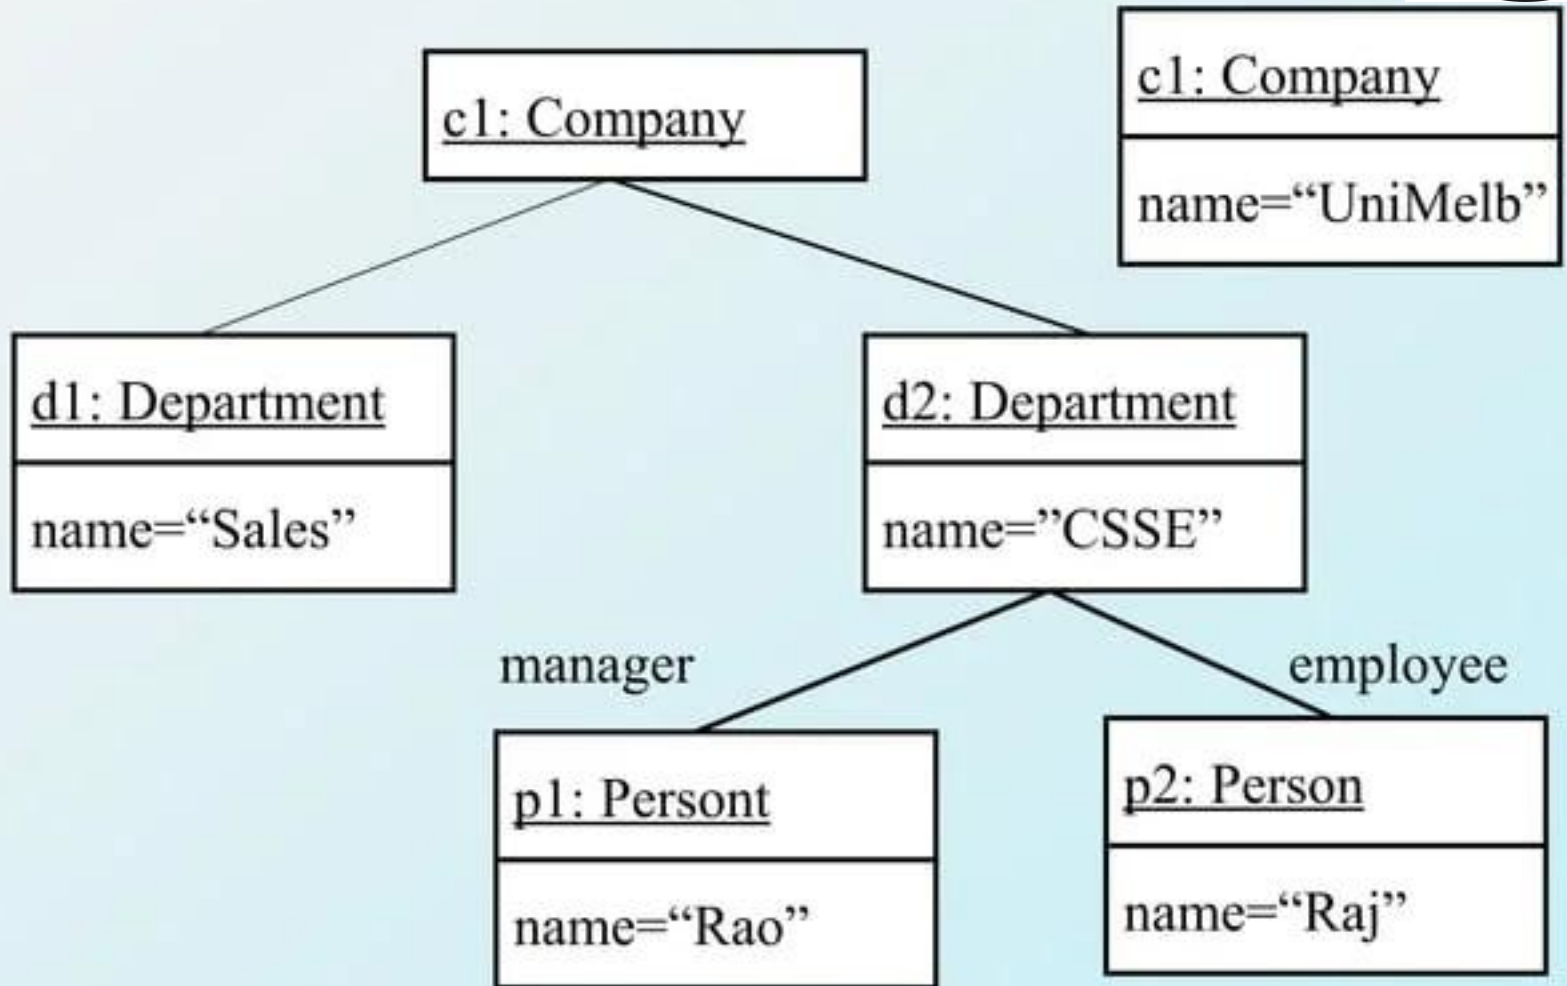 c1: Company
c1: Company
name=“UniMelb”
d1: Department
name=“Sales”
d2: Department
name=”CSSE”
manager
employee
p1: Persont
name=“Rao”
p2: Person
name=“Raj”